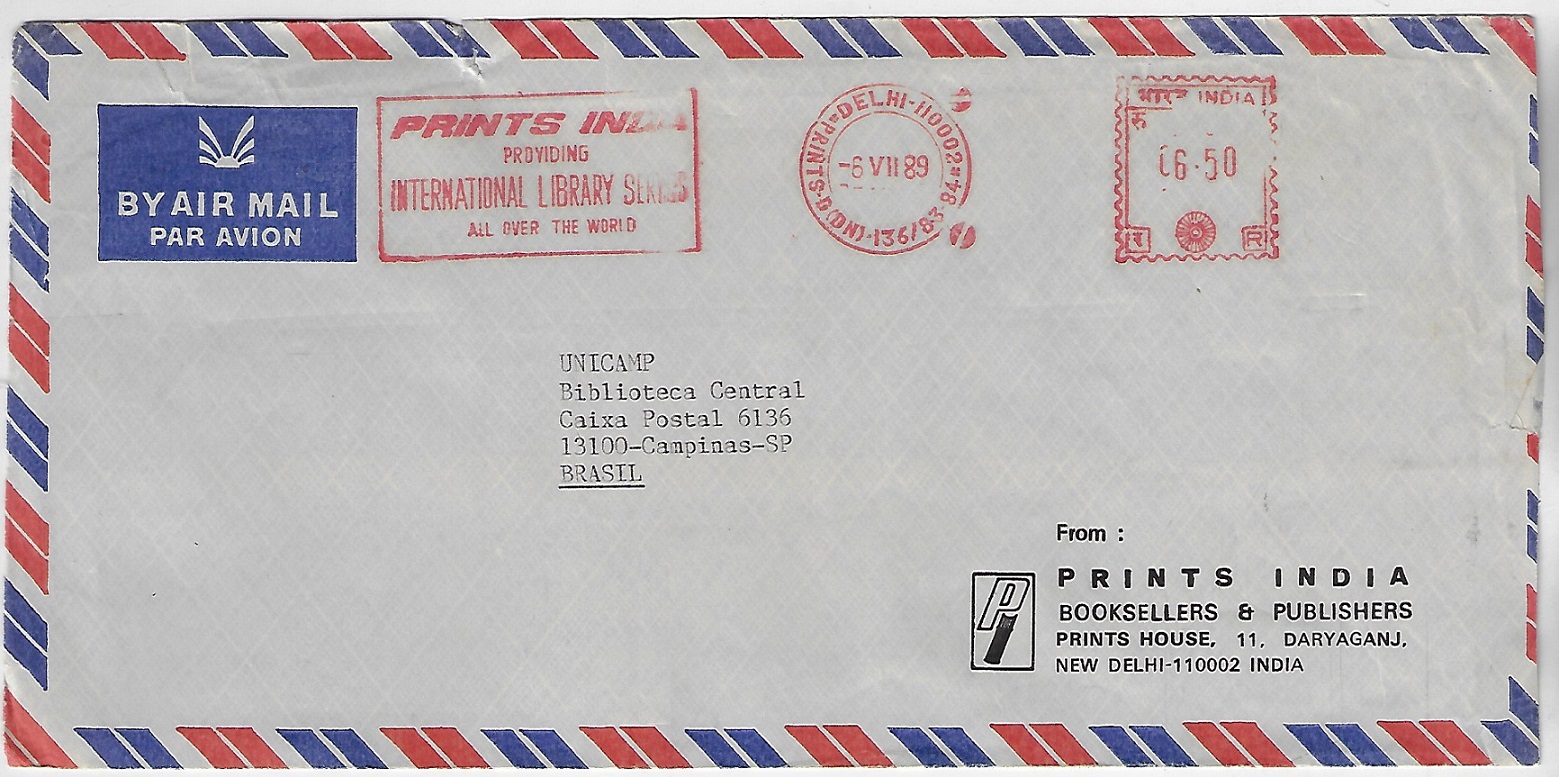 BY AIR MAIL
PAR AVION
PRINTS INDIA
PROVIDING
INTERNATIONAL LIBRARY SERVICES
ALL OVER THE WORLD
PRINTS-D(DN)-136/83-84 DELHI-110002
-6 VII 89
भारत INDIA
रु
06.50
र R
UNICAMP
Biblioteca Central
Caixa Postal 6136
13100-Campinas-SP
BRASIL
From :
PRINTS INDIA
BOOKSELLERS & PUBLISHERS
PRINTS HOUSE, 11, DARYAGANJ,
NEW DELHI-110002 INDIA